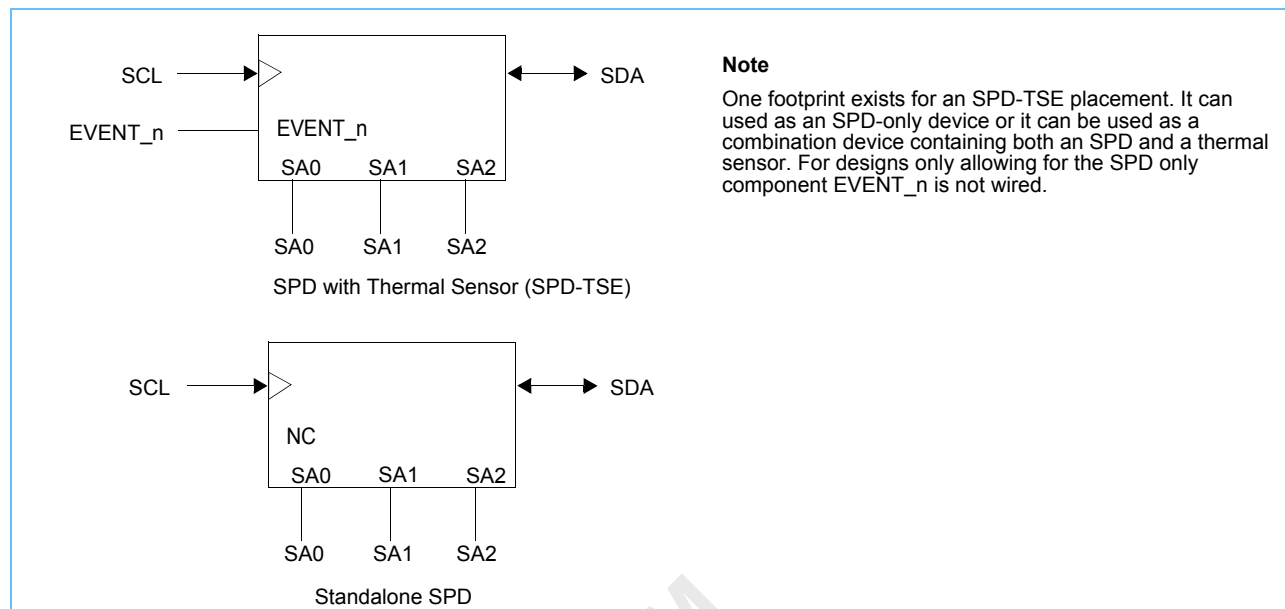 SCL
SDA
EVENT_n
EVENT_n
SA0 SA1 SA2
SA0 SA1 SA2
SPD with Thermal Sensor (SPD-TSE)
Note
One footprint exists for an SPD-TSE placement. It can
used as an SPD-only device or it can be used as a
combination device containing both an SPD and a thermal
sensor. For designs only allowing for the SPD only
component EVENT_n is not wired.
SCL
SDA
NC
SA0 SA1 SA2
SA0 SA1 SA2
Standalone SPD